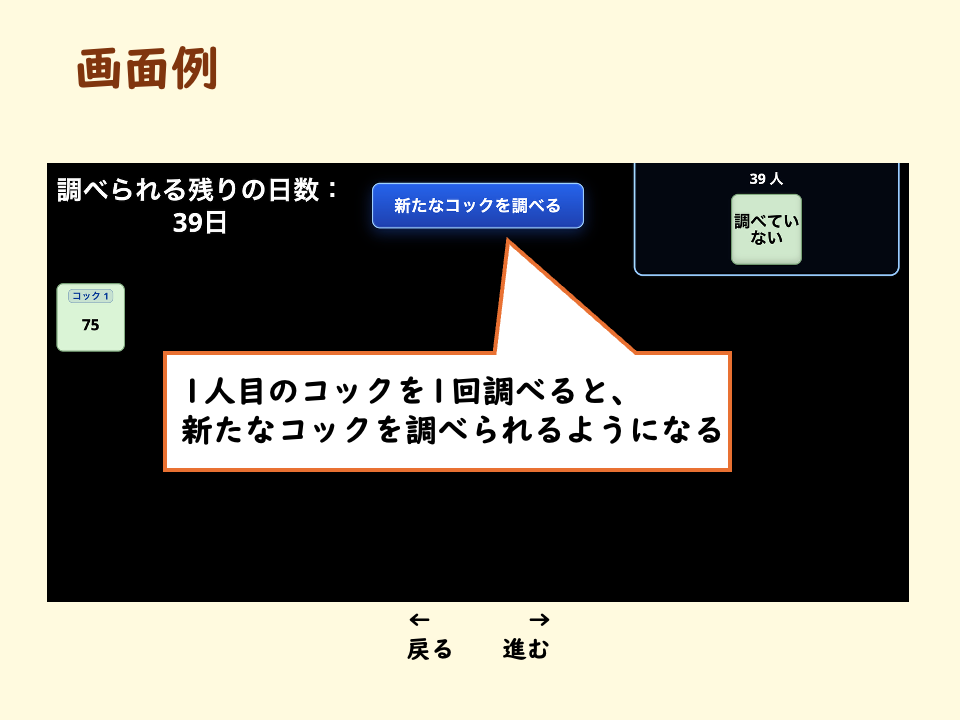 画面例
調べられる残りの日数：
39日
新たなコックを調べる
39 人
調べてい
ない
コック 1
75
1人目のコックを1回調べると、
新たなコックを調べられるようになる
← →
戻る 進む